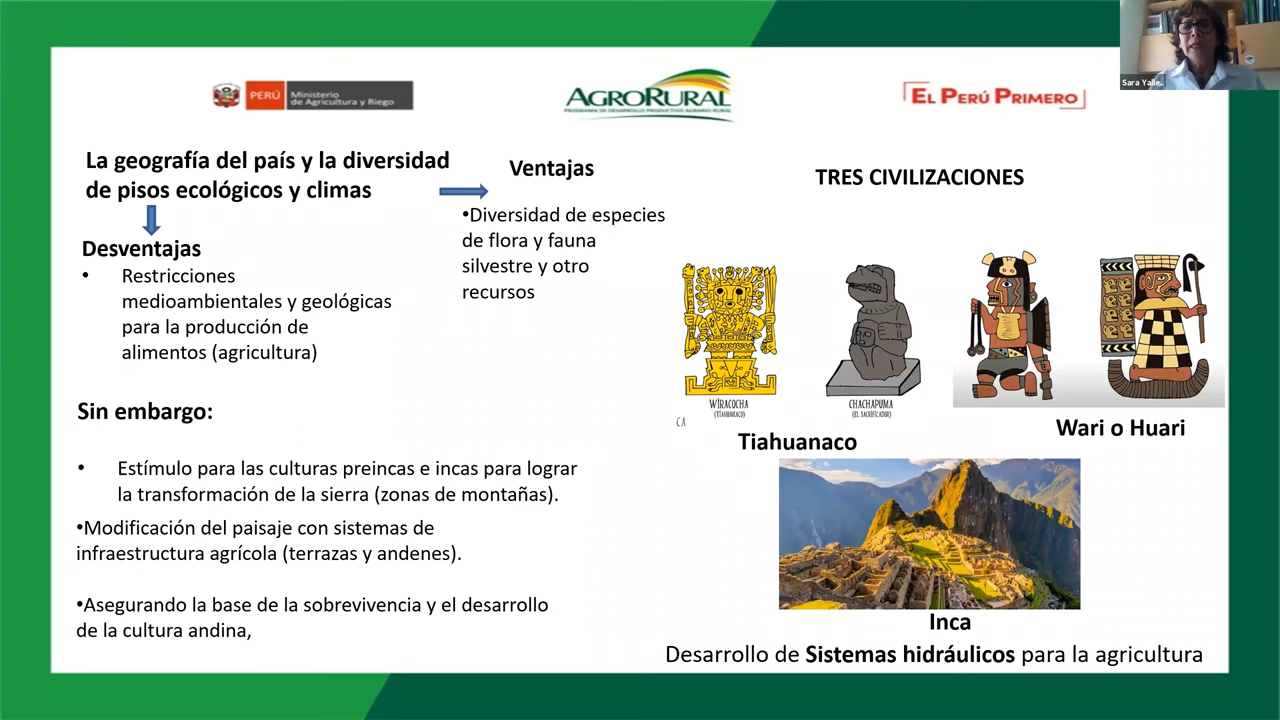 Sara Yalle..
PERÚ
Ministerio
de Agricultura y Riego
AGRORURAL
PROGRAMA DE DESARROLLO PRODUCTIVO AGRARIO RURAL
EL PERÚ PRIMERO
La geografía del país y la diversidad
de pisos ecológicos y climas
Ventajas
•Diversidad de especies
de flora y fauna
silvestre y otro
recursos
Desventajas
• Restricciones
medioambientales y geológicas
para la producción de
alimentos (agricultura)
Sin embargo:
• Estímulo para las culturas preincas e incas para lograr
la transformación de la sierra (zonas de montañas).
•Modificación del paisaje con sistemas de
infraestructura agrícola (terrazas y andenes).
•Asegurando la base de la sobrevivencia y el desarrollo
de la cultura andina,
TRES CIVILIZACIONES
WIRACOCHA
(TIAHUANACO)
CHACHAPUMA
(EL SACRIFICADOR)
CA
Tiahuanaco
Wari o Huari
Inca
Desarrollo de Sistemas hidráulicos para la agricultura